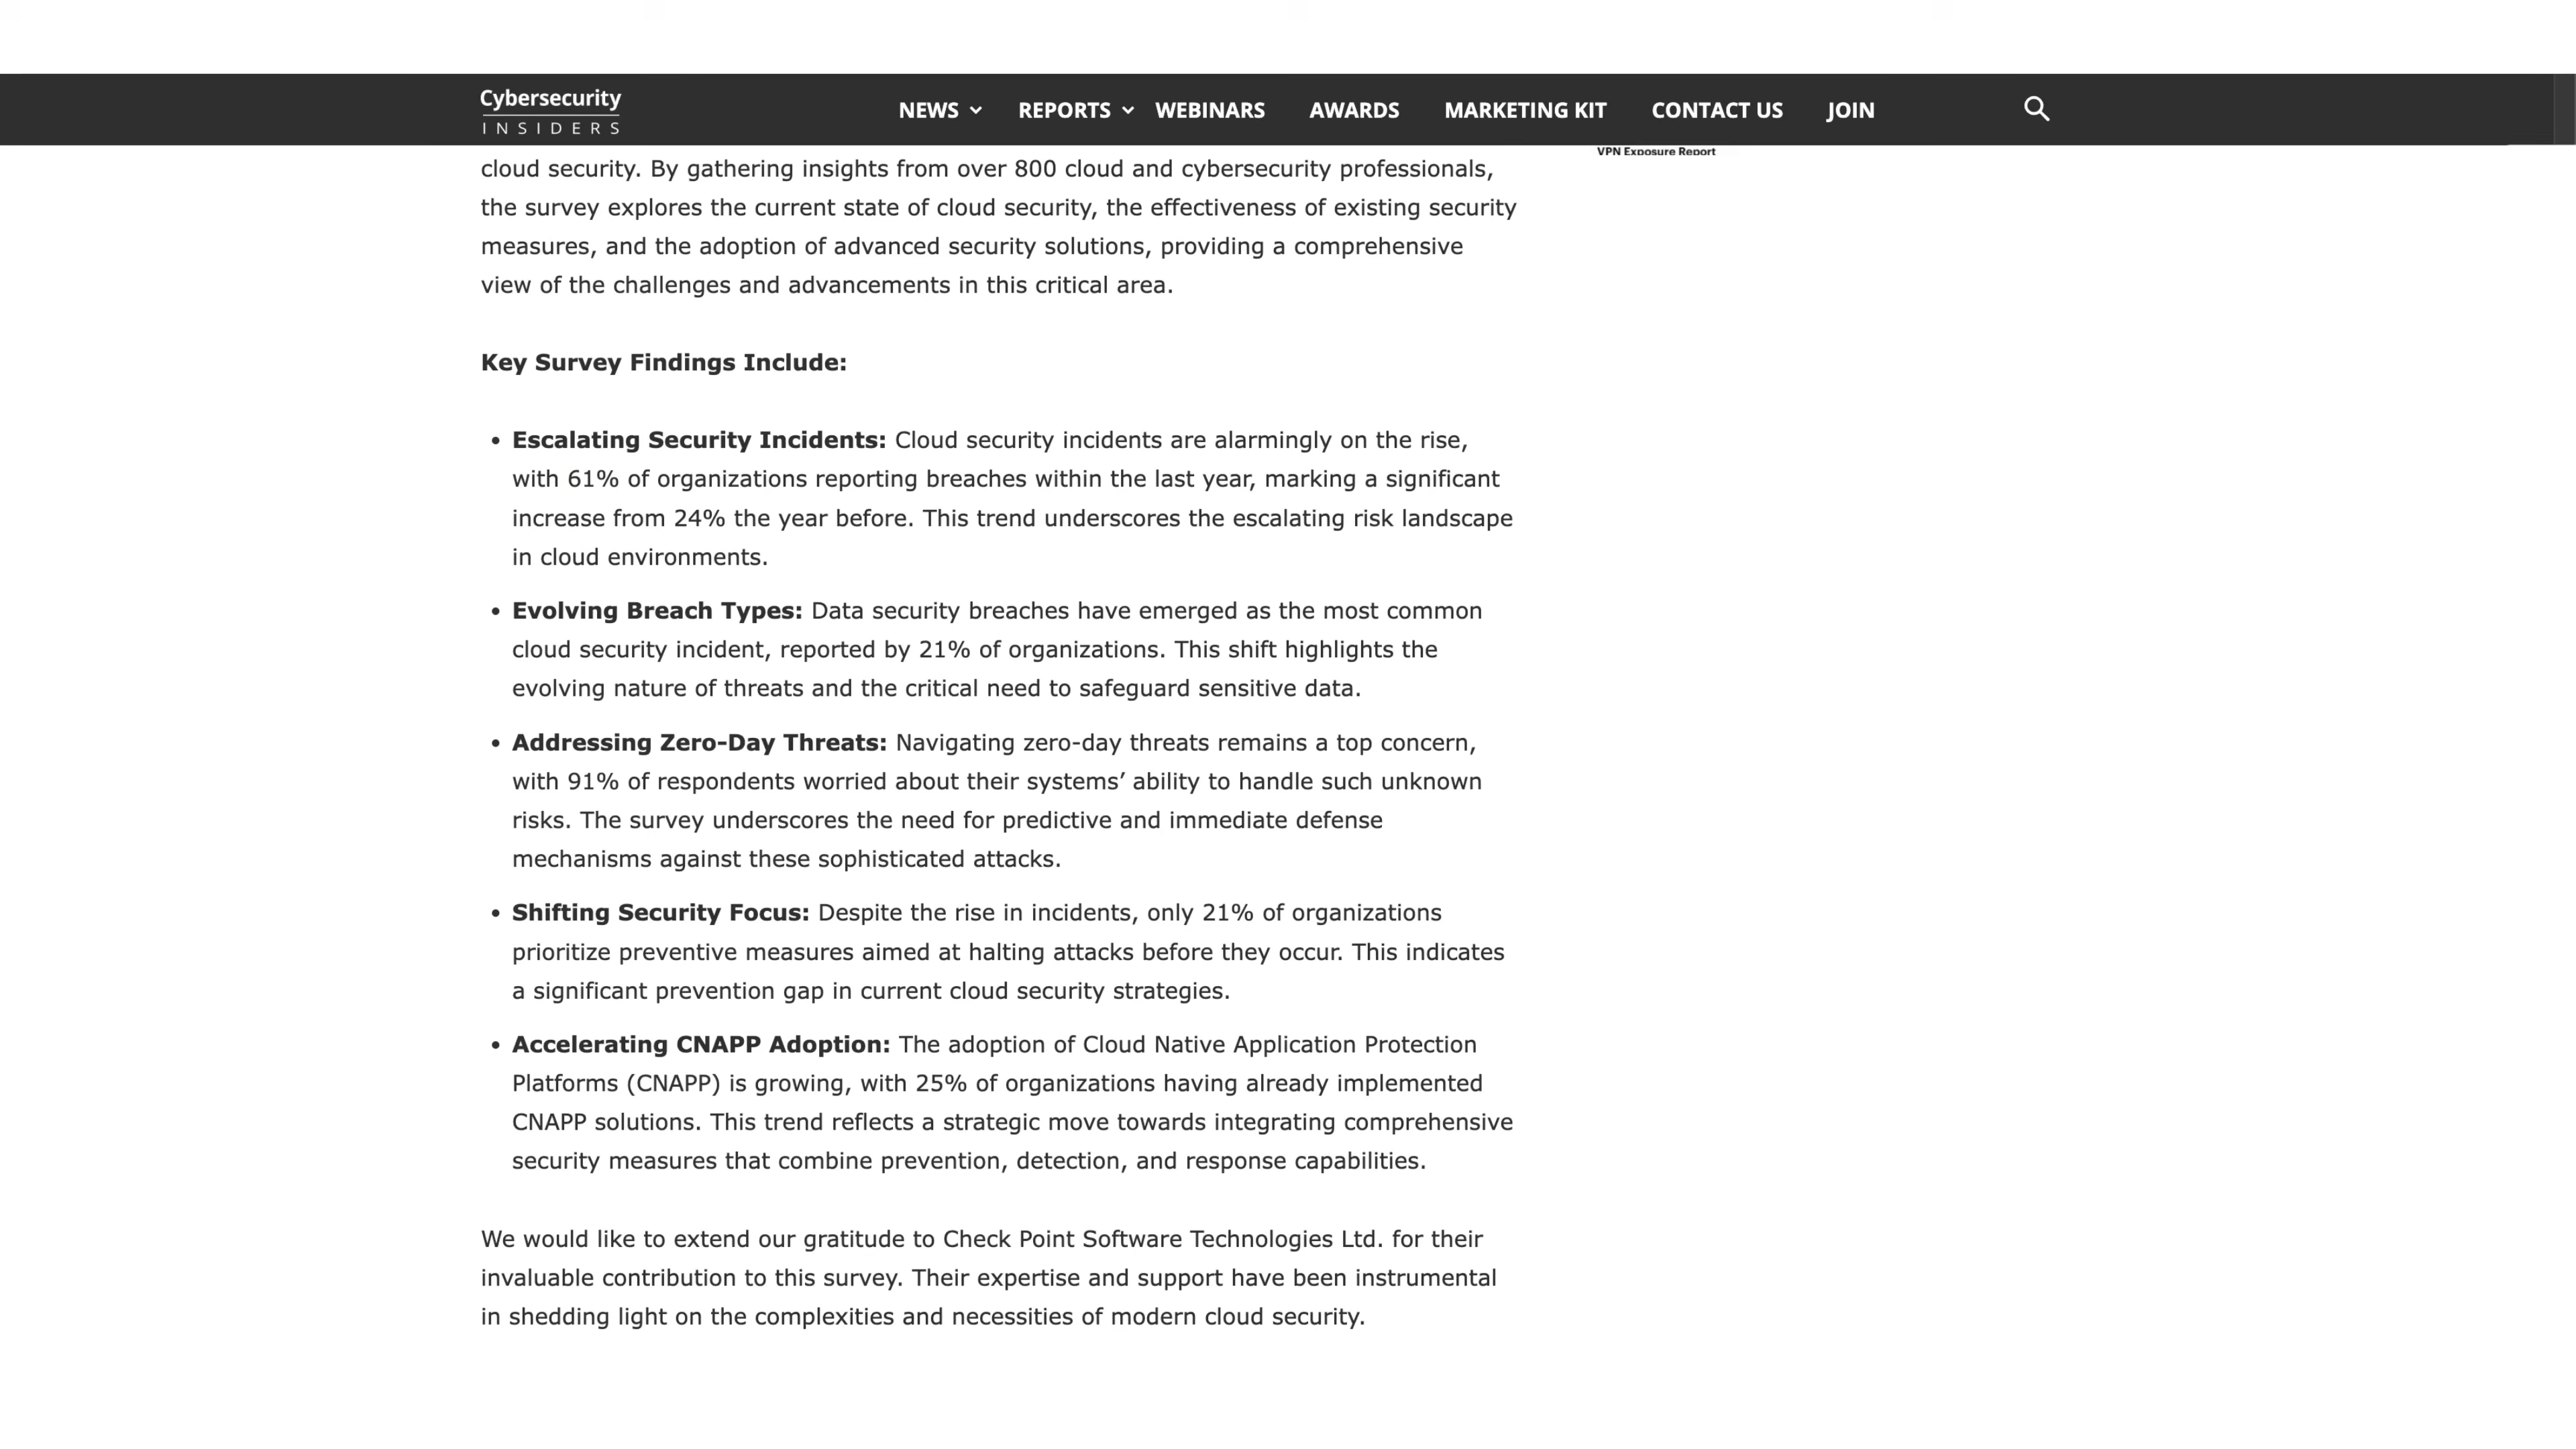 Cybersecurity
INSIDERS
NEWS REPORTS WEBINARS AWARDS MARKETING KIT CONTACT US JOIN
VPN Exposure Report
cloud security. By gathering insights from over 800 cloud and cybersecurity professionals,
the survey explores the current state of cloud security, the effectiveness of existing security
measures, and the adoption of advanced security solutions, providing a comprehensive
view of the challenges and advancements in this critical area.
Key Survey Findings Include:
• Escalating Security Incidents: Cloud security incidents are alarmingly on the rise,
with 61% of organizations reporting breaches within the last year, marking a significant
increase from 24% the year before. This trend underscores the escalating risk landscape
in cloud environments.
• Evolving Breach Types: Data security breaches have emerged as the most common
cloud security incident, reported by 21% of organizations. This shift highlights the
evolving nature of threats and the critical need to safeguard sensitive data.
• Addressing Zero-Day Threats: Navigating zero-day threats remains a top concern,
with 91% of respondents worried about their systems’ ability to handle such unknown
risks. The survey underscores the need for predictive and immediate defense
mechanisms against these sophisticated attacks.
• Shifting Security Focus: Despite the rise in incidents, only 21% of organizations
prioritize preventive measures aimed at halting attacks before they occur. This indicates
a significant prevention gap in current cloud security strategies.
• Accelerating CNAPP Adoption: The adoption of Cloud Native Application Protection
Platforms (CNAPP) is growing, with 25% of organizations having already implemented
CNAPP solutions. This trend reflects a strategic move towards integrating comprehensive
security measures that combine prevention, detection, and response capabilities.
We would like to extend our gratitude to Check Point Software Technologies Ltd. for their
invaluable contribution to this survey. Their expertise and support have been instrumental
in shedding light on the complexities and necessities of modern cloud security.